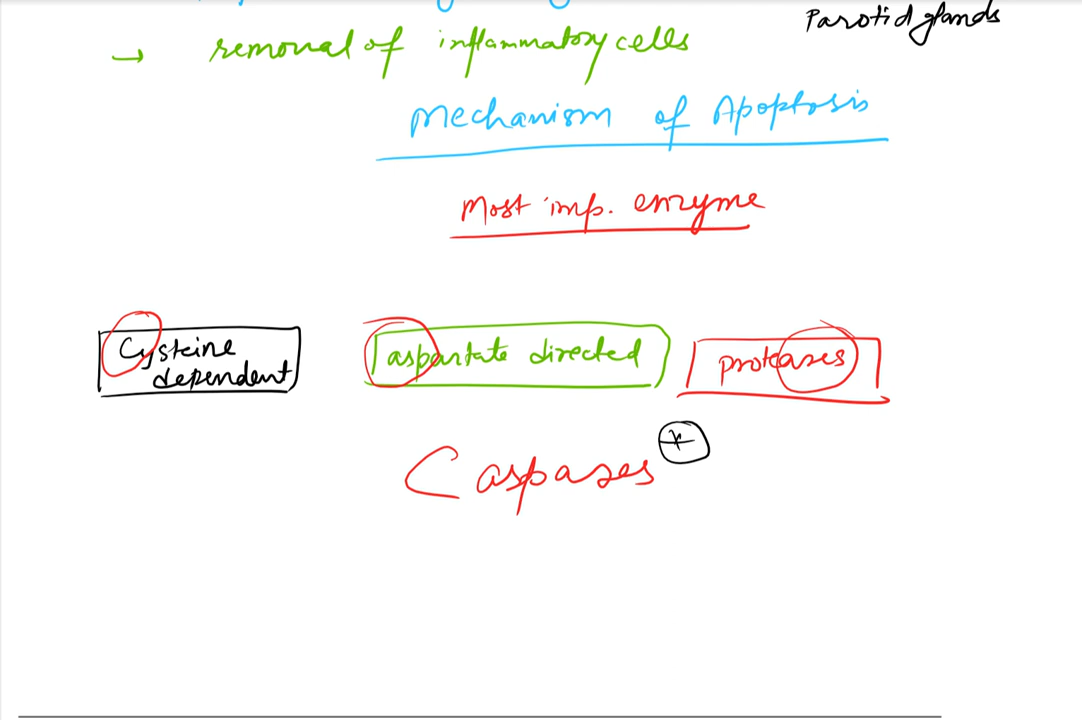 Parotid glands
→ removal of inflammatory cells
Mechanism of Apoptosis
Most imp. enzyme
Cysteine dependent
aspartate directed
proteases
Caspases *